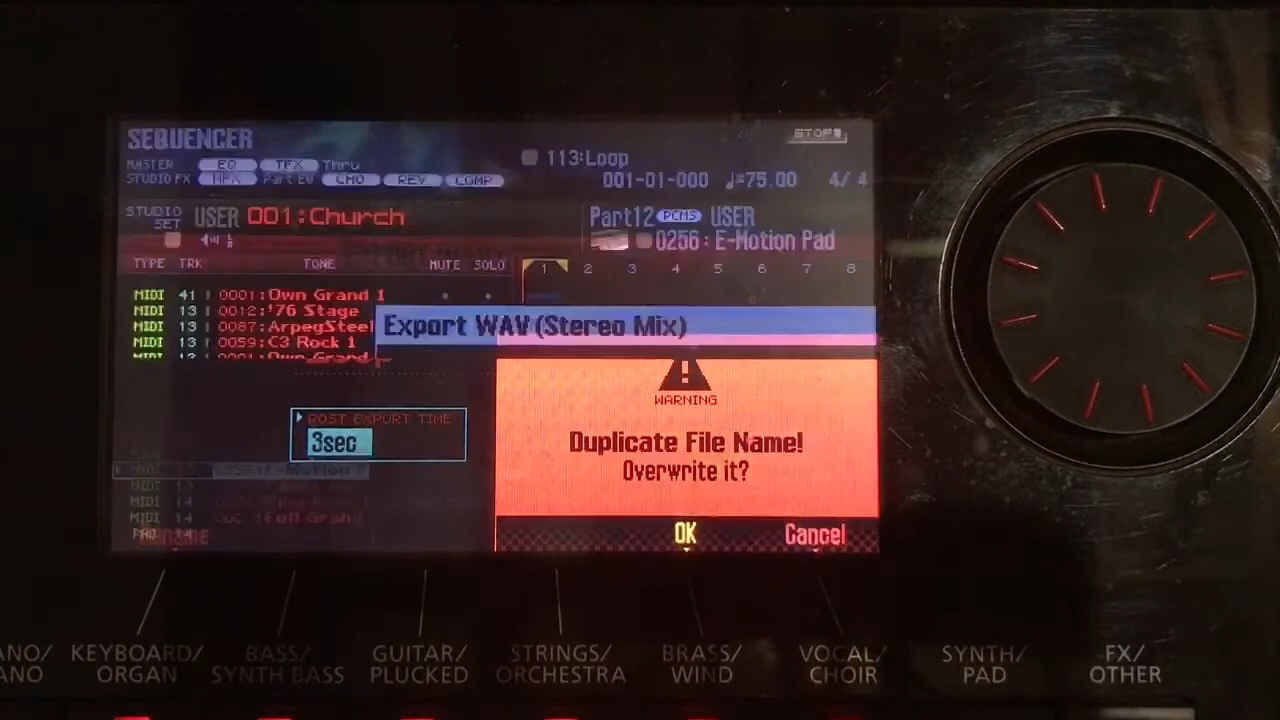 SEQUENCER
STOP
MASTER EQ TFX Thru
113:Loop
STUDIO FX MFX Part EQ CHO REV COMP
001-01-000 ♩=75.00 4/ 4
STUDIO SET USER 001:Church
Part12 PCMS USER
0256: E-Motion Pad
TYPE TRK TONE MUTE SOLO 1 2 3 4 5 6 7 8
MIDI 41 0001:Own Grand 1
MIDI 13 0012:'76 Stage
MIDI 13 0087:ArpegSteel
MIDI 13 0059:C3 Rock 1
Export WAV(Stereo Mix)
WARNING
POST EXPORT TIME
3sec
Duplicate File Name!
Overwrite it?
MIDI 13
MIDI 14
MIDI 14 :Full Grand
OK
Cancel
KEYBOARD/
ORGAN
BASS/
SYNTH BASS
GUITAR/
PLUCKED
STRINGS/
ORCHESTRA
BRASS/
WIND
VOCAL/
CHOIR
SYNTH/
PAD
FX/
OTHER